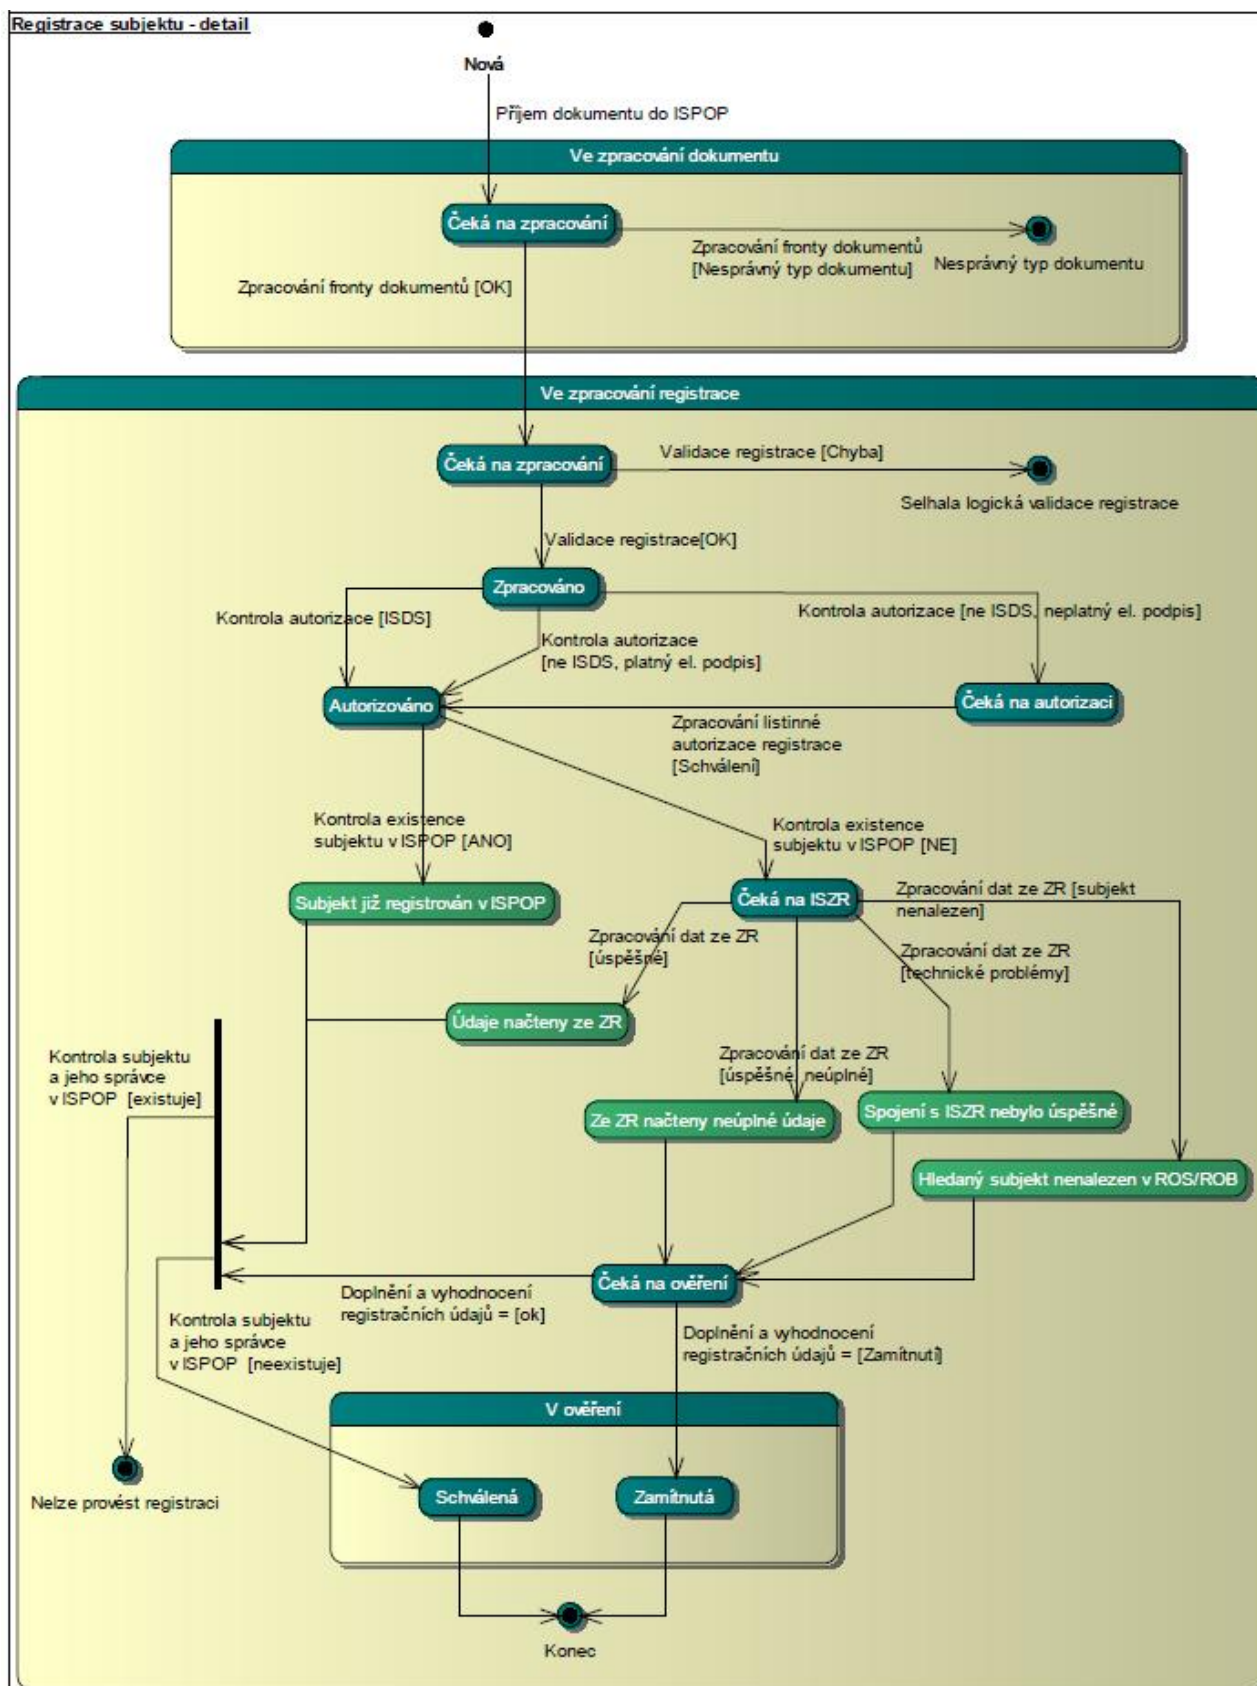 Registrace subjektu - detail
Nová
Příjem dokumentu do ISPOP
Ve zpracování dokumentu
Čeká na zpracování
Zpracování fronty dokumentů
[Nesprávný typ dokumentu]
Nesprávný typ dokumentu
Zpracování fronty dokumentů [OK]
Ve zpracování registrace
Čeká na zpracování
Validace registrace [Chyba]
Selhala logická validace registrace
Validace registrace[OK]
Zpracováno
Kontrola autorizace [ISDS]
Kontrola autorizace
[ne ISDS, platný el. podpis]
Kontrola autorizace [ne ISDS, neplatný el. podpis]
Autorizováno
Čeká na autorizaci
Zpracování listinné
autorizace registrace
[Schválení]
Kontrola existence
subjektu v ISPOP [ANO]
Kontrola existence
subjektu v ISPOP [NE]
Subjekt již registrován v ISPOP
Čeká na ISZR
Zpracování dat ze ZR [subjekt
nenalezen]
Zpracování dat ze ZR
[úspěšné]
Zpracování dat ze ZR
[technické problémy]
Údaje načteny ze ZR
Kontrola subjektu
a jeho správce
v ISPOP [existuje]
Zpracování dat ze ZR
[úspěšné, neúplné]
Ze ZR načteny neúplné údaje
Spojení s ISZR nebylo úspěšné
Hledaný subjekt nenalezen v ROS/ROB
Čeká na ověření
Doplnění a vyhodnocení
registračních údajů = [ok]
Kontrola subjektu
a jeho správce
v ISPOP [neexistuje]
Doplnění a vyhodnocení
registračních údajů = [Zamítnutí]
V ověření
Schválená
Zamítnutá
Nelze provést registraci
Konec